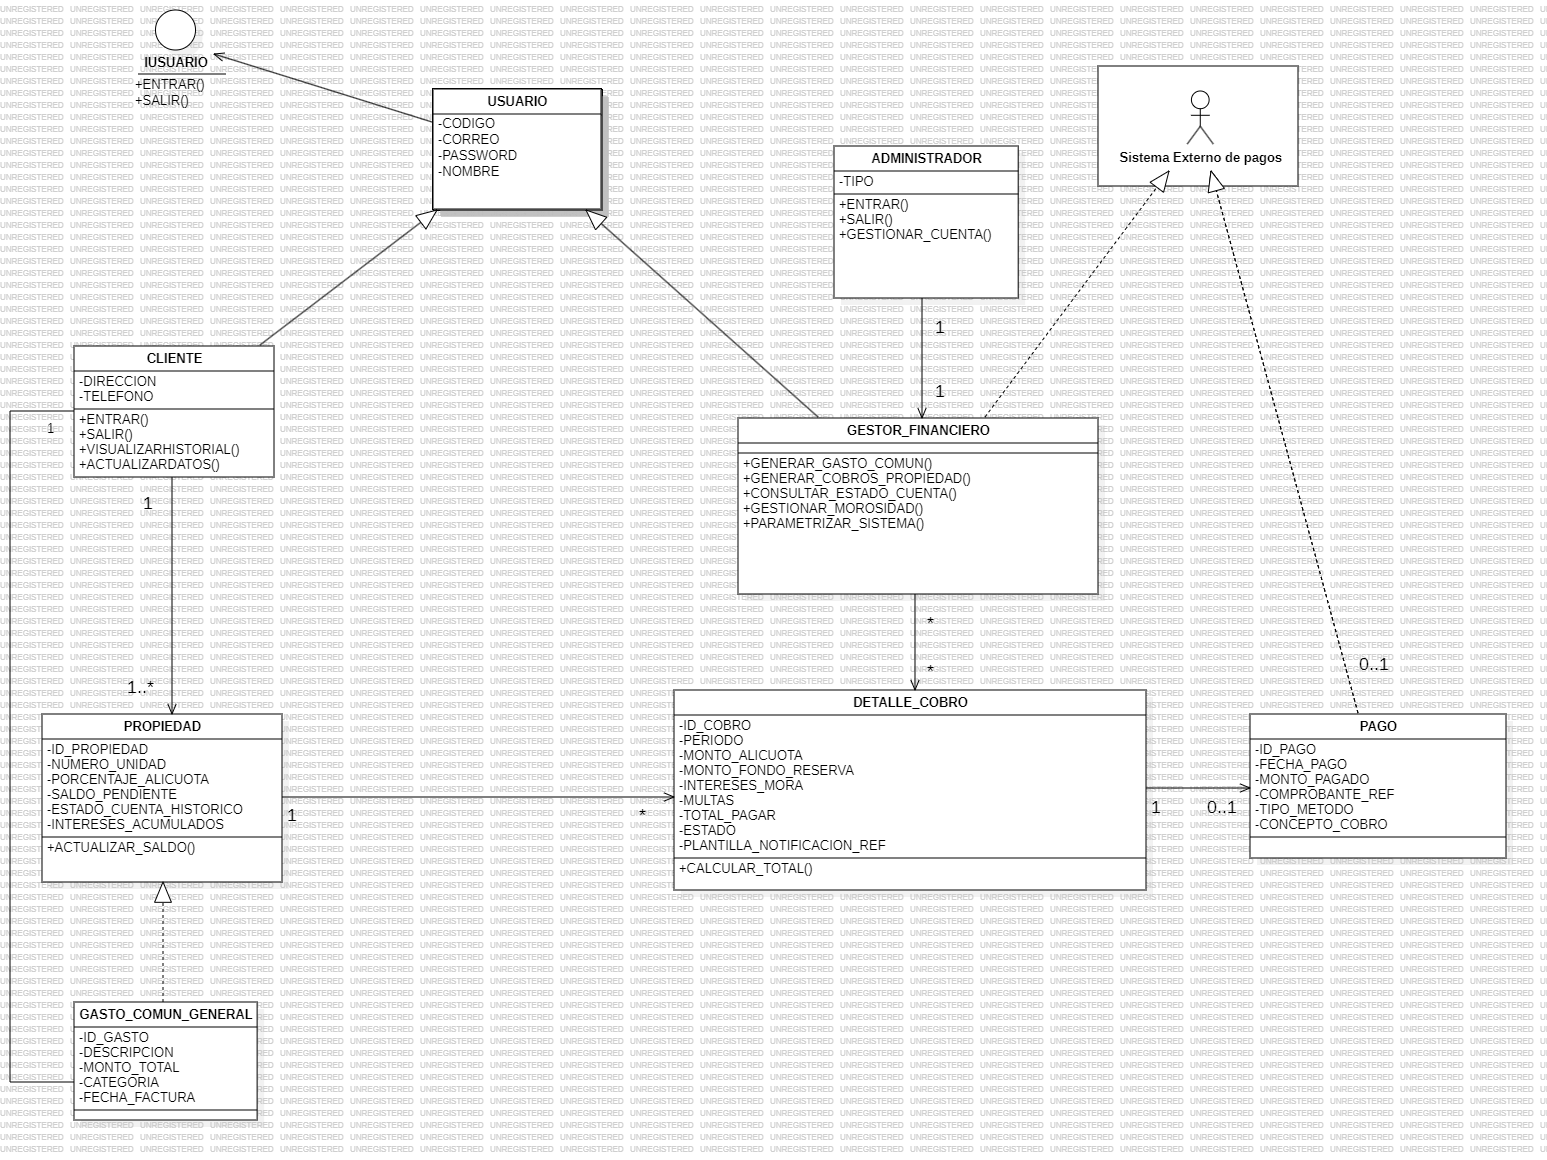 IUSUARIO
+ENTRAR()
+SALIR()
USUARIO
-CODIGO
-CORREO
-PASSWORD
-NOMBRE
ADMINISTRADOR
-TIPO
+ENTRAR()
+SALIR()
+GESTIONAR_CUENTA()
Sistema Externo de pagos
1
1
CLIENTE
-DIRECCION
-TELEFONO
+ENTRAR()
+SALIR()
+VISUALIZARHISTORIAL()
+ACTUALIZARDATOS()
1
1
1..*
GESTOR_FINANCIERO
+GENERAR_GASTO_COMUN()
+GENERAR_COBROS_PROPIEDAD()
+CONSULTAR_ESTADO_CUENTA()
+GESTIONAR_MOROSIDAD()
+PARAMETRIZAR_SISTEMA()
*
*
0..1
PROPIEDAD
-ID_PROPIEDAD
-NUMERO_UNIDAD
-PORCENTAJE_ALICUOTA
-SALDO_PENDIENTE
-ESTADO_CUENTA_HISTORICO
-INTERESES_ACUMULADOS
+ACTUALIZAR_SALDO()
1
*
DETALLE_COBRO
-ID_COBRO
-PERIODO
-MONTO_ALICUOTA
-MONTO_FONDO_RESERVA
-INTERESES_MORA
-MULTAS
-TOTAL_PAGAR
-ESTADO
-PLANTILLA_NOTIFICACION_REF
+CALCULAR_TOTAL()
1
0..1
PAGO
-ID_PAGO
-FECHA_PAGO
-MONTO_PAGADO
-COMPROBANTE_REF
-TIPO_METODO
-CONCEPTO_COBRO
GASTO_COMUN_GENERAL
-ID_GASTO
-DESCRIPCION
-MONTO_TOTAL
-CATEGORIA
-FECHA_FACTURA
UNREGISTERED